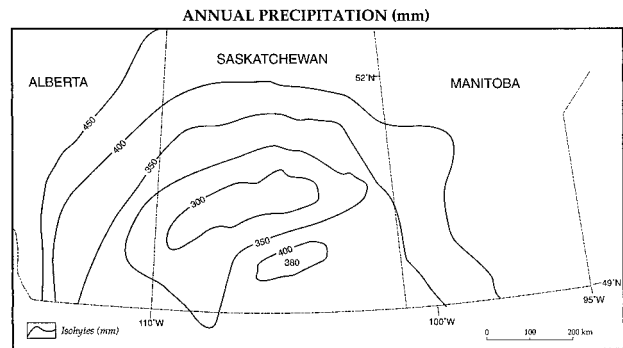 ANNUAL PRECIPITATION (mm)
SASKATCHEWAN
ALBERTA
52°N
MANITOBA
450
400
350
300
350
400
380
49°N
95°W
110°W
100°W
Isohytes (mm)
0 100 200 km